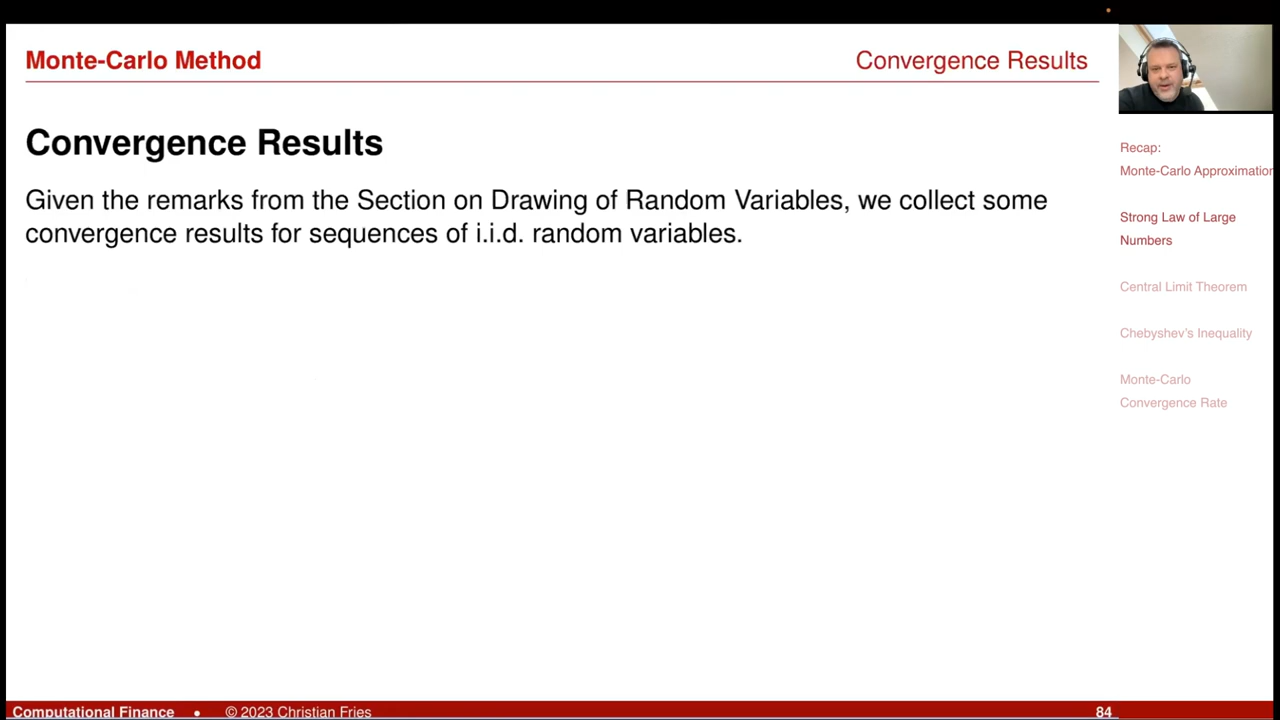 Monte-Carlo Method
Convergence Results
Convergence Results
Given the remarks from the Section on Drawing of Random Variables, we collect some
convergence results for sequences of i.i.d. random variables.
Recap:
Monte-Carlo Approximation
Strong Law of Large
Numbers
Central Limit Theorem
Chebyshev's Inequality
Monte-Carlo
Convergence Rate
Computational Finance • © 2023 Christian Fries
84